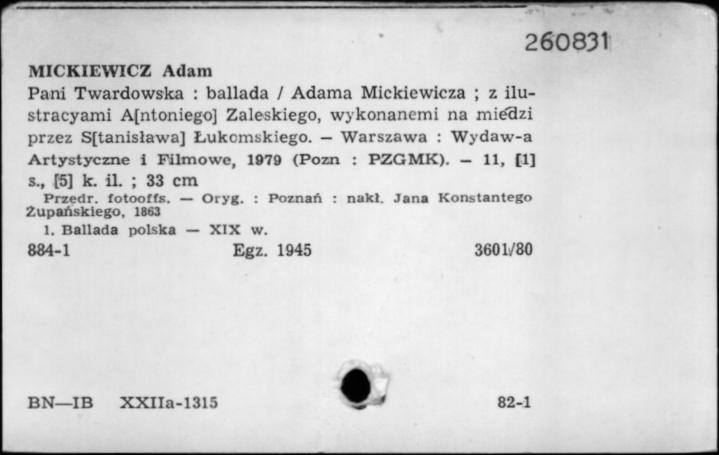 260831
MICKIEWICZ Adam
Pani Twardowska : ballada / Adama Mickiewicza ; z ilu-
stracyami A[ntoniego] Zaleskiego, wykonanemi na miedzi
przez S[tanisława] Łukomskiego. — Warszawa : Wydaw-a
Artystyczne i Filmowe, 1979 (Pozn : PZGMK). — 11, [1]
s., [5] k. il. ; 33 cm
Przedr. fotooffs. — Oryg. : Poznań : nakł. Jana Konstantego
Żupańskiego, 1863
1. Ballada polska — XIX w.
884-1 Egz. 1945 3601/80
BN—IB XXIIa-1315 82-1